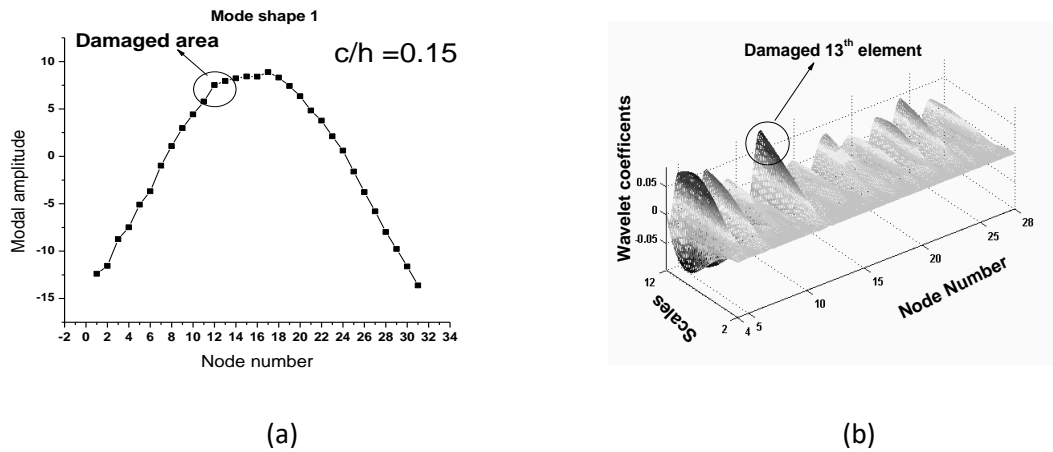 Mode shape 1
Damaged area
c/h =0.15
10
5
0
-5
-10
-15
Modal amplitude
-2 0 2 4 6 8 10 12 14 16 18 20 22 24 26 28 30 32 34
Node number
(a)
Damaged 13th element
Wavelet coefficents
0.05
0
-0.05
12
2
Scales
4 5
10
15
20
25
28
Node Number
(b)